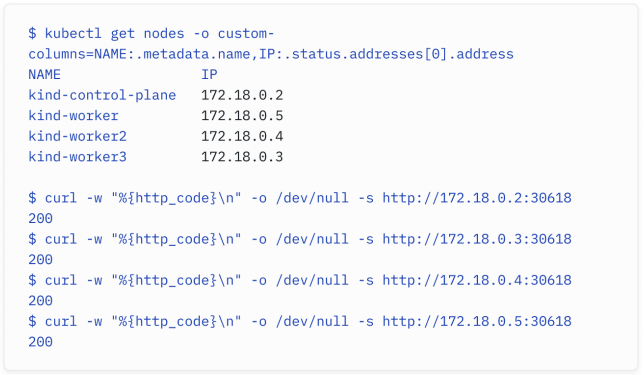 $ kubectl get nodes -o custom-
columns=NAME:.metadata.name,IP:.status.addresses[0].address
NAME                 IP
kind-control-plane   172.18.0.2
kind-worker          172.18.0.5
kind-worker2         172.18.0.4
kind-worker3         172.18.0.3

$ curl -w "%{http_code}\n" -o /dev/null -s http://172.18.0.2:30618
200
$ curl -w "%{http_code}\n" -o /dev/null -s http://172.18.0.3:30618
200
$ curl -w "%{http_code}\n" -o /dev/null -s http://172.18.0.4:30618
200
$ curl -w "%{http_code}\n" -o /dev/null -s http://172.18.0.5:30618
200